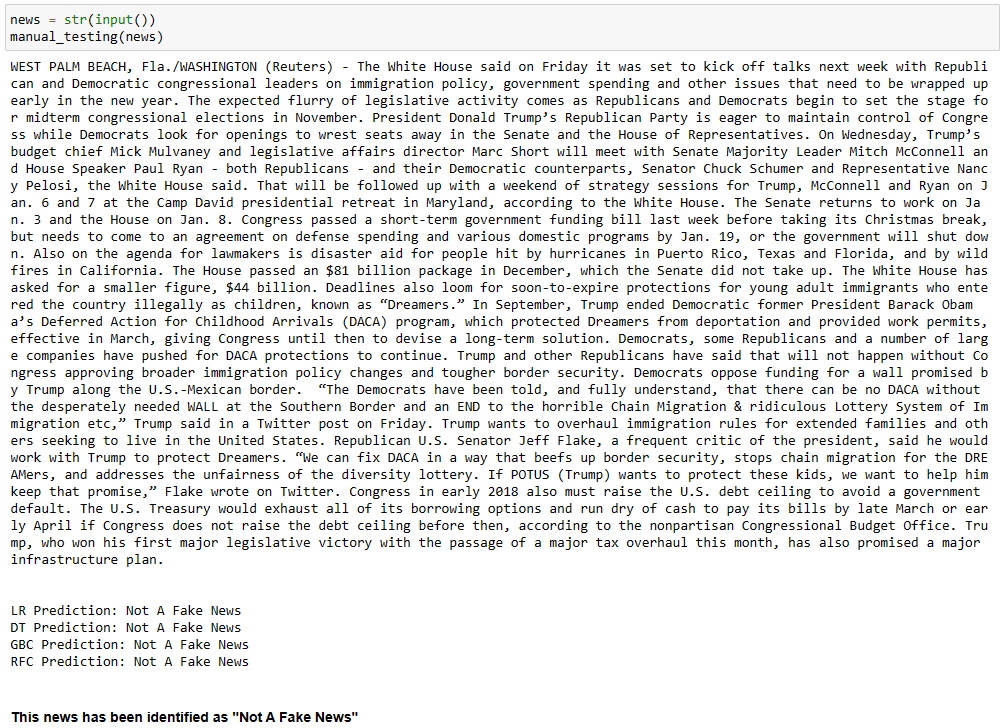 news = str(input())
manual_testing(news)
WEST PALM BEACH, Fla./WASHINGTON (Reuters) - The White House said on Friday it was set to kick off talks next week with Republi
can and Democratic congressional leaders on immigration policy, government spending and other issues that need to be wrapped up
early in the new year. The expected flurry of legislative activity comes as Republicans and Democrats begin to set the stage fo
r midterm congressional elections in November. President Donald Trump’s Republican Party is eager to maintain control of Congre
ss while Democrats look for openings to wrest seats away in the Senate and the House of Representatives. On Wednesday, Trump’s
budget chief Mick Mulvaney and legislative affairs director Marc Short will meet with Senate Majority Leader Mitch McConnell an
d House Speaker Paul Ryan - both Republicans - and their Democratic counterparts, Senator Chuck Schumer and Representative Nanc
y Pelosi, the White House said. That will be followed up with a weekend of strategy sessions for Trump, McConnell and Ryan on J
an. 6 and 7 at the Camp David presidential retreat in Maryland, according to the White House. The Senate returns to work on Ja
n. 3 and the House on Jan. 8. Congress passed a short-term government funding bill last week before taking its Christmas break,
but needs to come to an agreement on defense spending and various domestic programs by Jan. 19, or the government will shut dow
n. Also on the agenda for lawmakers is disaster aid for people hit by hurricanes in Puerto Rico, Texas and Florida, and by wild
fires in California. The House passed an $81 billion package in December, which the Senate did not take up. The White House has
asked for a smaller figure, $44 billion. Deadlines also loom for soon-to-expire protections for young adult immigrants who ente
red the country illegally as children, known as “Dreamers.” In September, Trump ended Democratic former President Barack Obam
a’s Deferred Action for Childhood Arrivals (DACA) program, which protected Dreamers from deportation and provided work permits,
effective in March, giving Congress until then to devise a long-term solution. Democrats, some Republicans and a number of larg
e companies have pushed for DACA protections to continue. Trump and other Republicans have said that will not happen without Co
ngress approving broader immigration policy changes and tougher border security. Democrats oppose funding for a wall promised b
y Trump along the U.S.-Mexican border.  “The Democrats have been told, and fully understand, that there can be no DACA without
the desperately needed WALL at the Southern Border and an END to the horrible Chain Migration & ridiculous Lottery System of Im
migration etc,” Trump said in a Twitter post on Friday. Trump wants to overhaul immigration rules for extended families and oth
ers seeking to live in the United States. Republican U.S. Senator Jeff Flake, a frequent critic of the president, said he would
work with Trump to protect Dreamers. “We can fix DACA in a way that beefs up border security, stops chain migration for the DRE
AMers, and addresses the unfairness of the diversity lottery. If POTUS (Trump) wants to protect these kids, we want to help him
keep that promise,” Flake wrote on Twitter. Congress in early 2018 also must raise the U.S. debt ceiling to avoid a government
default. The U.S. Treasury would exhaust all of its borrowing options and run dry of cash to pay its bills by late March or ear
ly April if Congress does not raise the debt ceiling before then, according to the nonpartisan Congressional Budget Office. Tru
mp, who won his first major legislative victory with the passage of a major tax overhaul this month, has also promised a major
infrastructure plan.
LR Prediction: Not A Fake News
DT Prediction: Not A Fake News
GBC Prediction: Not A Fake News
RFC Prediction: Not A Fake News
This news has been identified as "Not A Fake News"